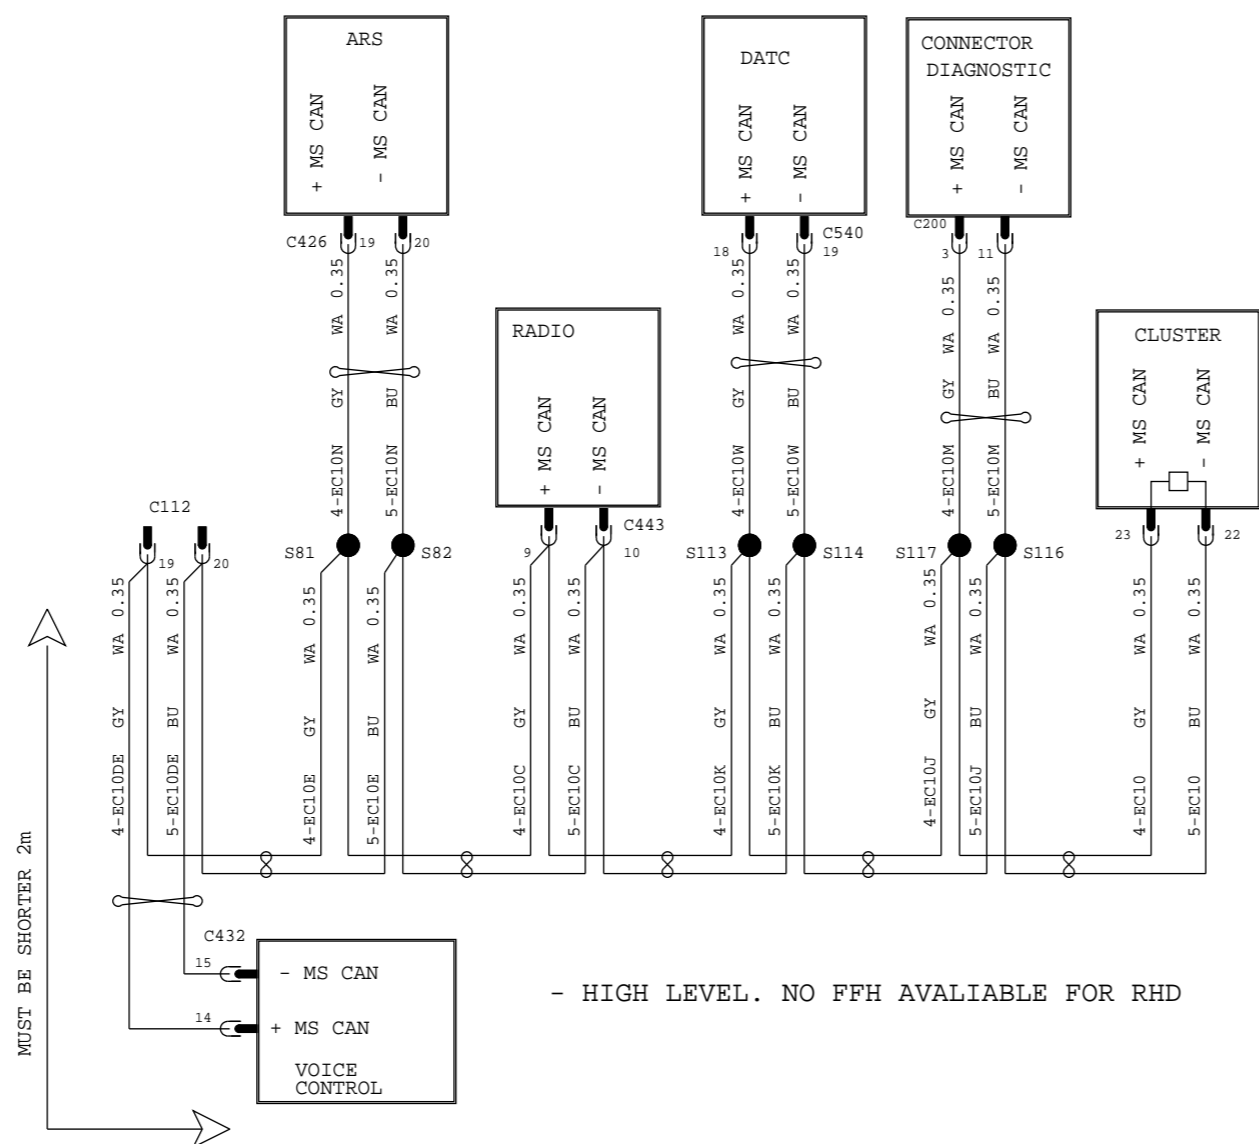 ARS
+ MS CAN
- MS CAN
C426
19
20
WA 0.35
WA 0.35
GY
BU
4-EC10N
5-EC10N
S81
S82
DATC
+ MS CAN
- MS CAN
18
C540
19
WA 0.35
WA 0.35
GY
BU
4-EC10W
5-EC10W
S113
S114
CONNECTOR
DIAGNOSTIC
+ MS CAN
- MS CAN
C200
3
11
WA 0.35
WA 0.35
GY
BU
4-EC10M
5-EC10M
S117
S116
RADIO
+ MS CAN
- MS CAN
9
C443
10
CLUSTER
+ MS CAN
- MS CAN
23
22
C112
19
20
WA 0.35
GY
4-EC10DE
WA 0.35
BU
5-EC10DE
WA 0.35
GY
4-EC10E
WA 0.35
BU
5-EC10E
WA 0.35
GY
4-EC10C
WA 0.35
BU
5-EC10C
WA 0.35
GY
4-EC10K
WA 0.35
BU
5-EC10K
WA 0.35
GY
4-EC10J
WA 0.35
BU
5-EC10J
WA 0.35
GY
4-EC10
WA 0.35
BU
5-EC10
MUST BE SHORTER 2m
C432
15
- MS CAN
14
+ MS CAN
VOICE
CONTROL
- HIGH LEVEL. NO FFH AVALIABLE FOR RHD